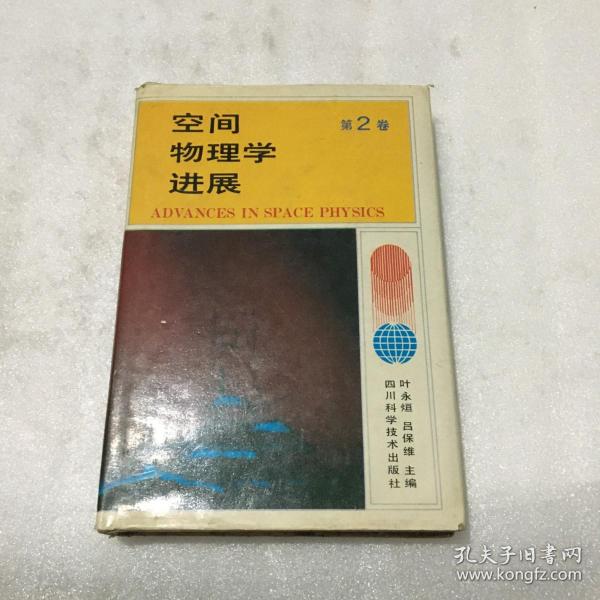 空间
物理学
进展
第2卷
ADVANCES IN SPACE PHYSICS
叶永烜 吕保维 主编
四川科学技术出版社
孔夫子旧书网
www.kongfz.com